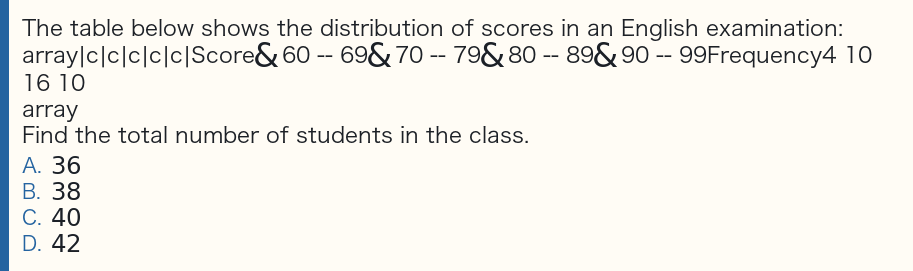 The table below shows the distribution of scores in an English examination:
array|c|c|c|c|c|Score& 60 -- 69& 70 -- 79& 80 -- 89& 90 -- 99Frequency4 10
16 10
array
Find the total number of students in the class.
A. 36
B. 38
C. 40
D. 42